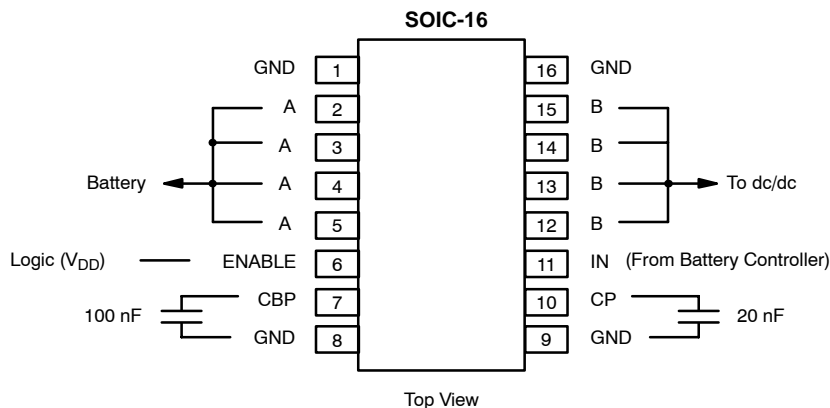 SOIC-16
GND 1 16 GND
A 2 15 B
A 3 14 B
Battery A 4 13 B To dc/dc
A 5 12 B
Logic (VDD) ENABLE 6 11 IN (From Battery Controller)
CBP 7 10 CP
100 nF 20 nF
GND 8 9 GND
Top View